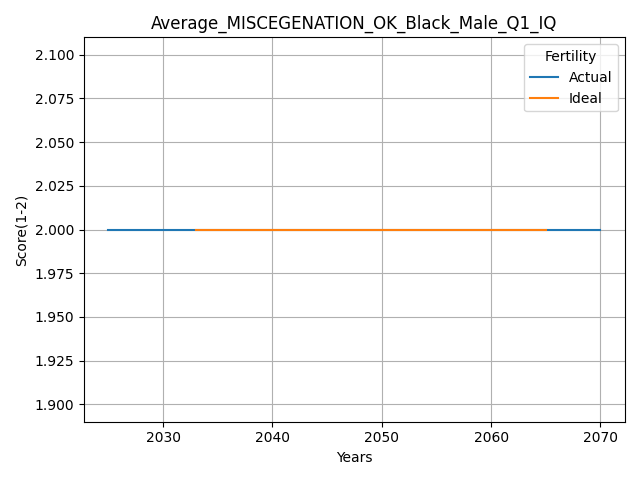 Average_MISCEGENATION_OK_Black_Male_Q1_IQ
Fertility
Actual
Ideal
2.100
2.075
2.050
2.025
2.000
1.975
1.950
1.925
1.900
Score(1-2)
2030 2040 2050 2060 2070
Years